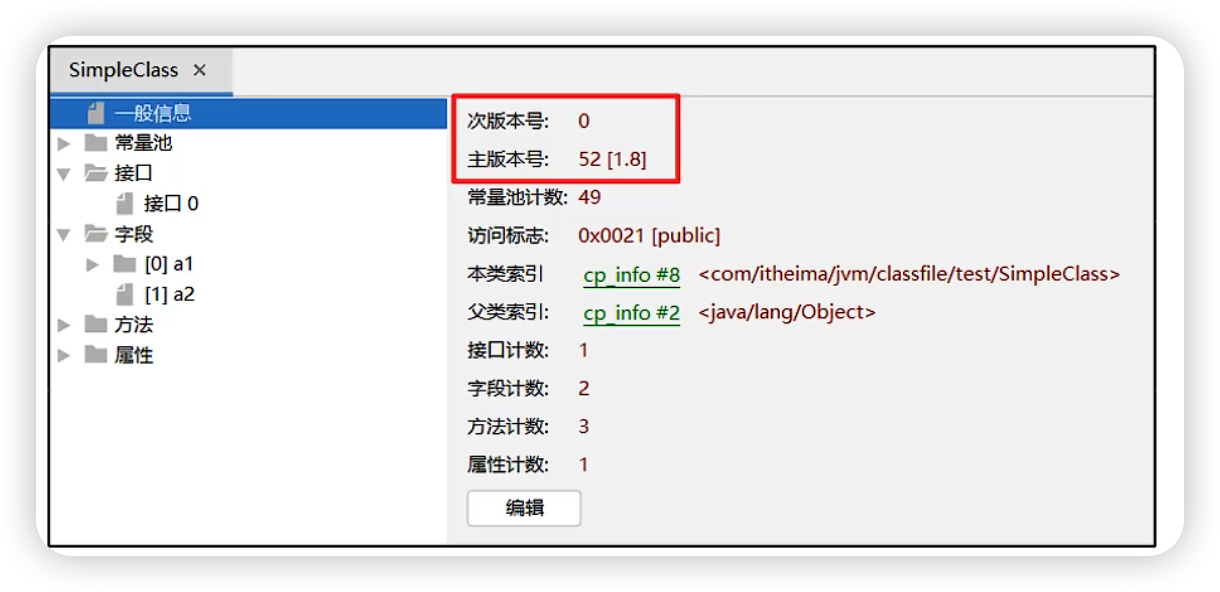 SimpleClass ×
一般信息
常量池
接口
接口 0
字段
[0] a1
[1] a2
方法
属性
次版本号: 0
主版本号: 52 [1.8]
常量池计数: 49
访问标志: 0x0021 [public]
本类索引 cp_info #8 <com/itheima/jvm/classfile/test/SimpleClass>
父类索引: cp_info #2 <java/lang/Object>
接口计数: 1
字段计数: 2
方法计数: 3
属性计数: 1
编辑